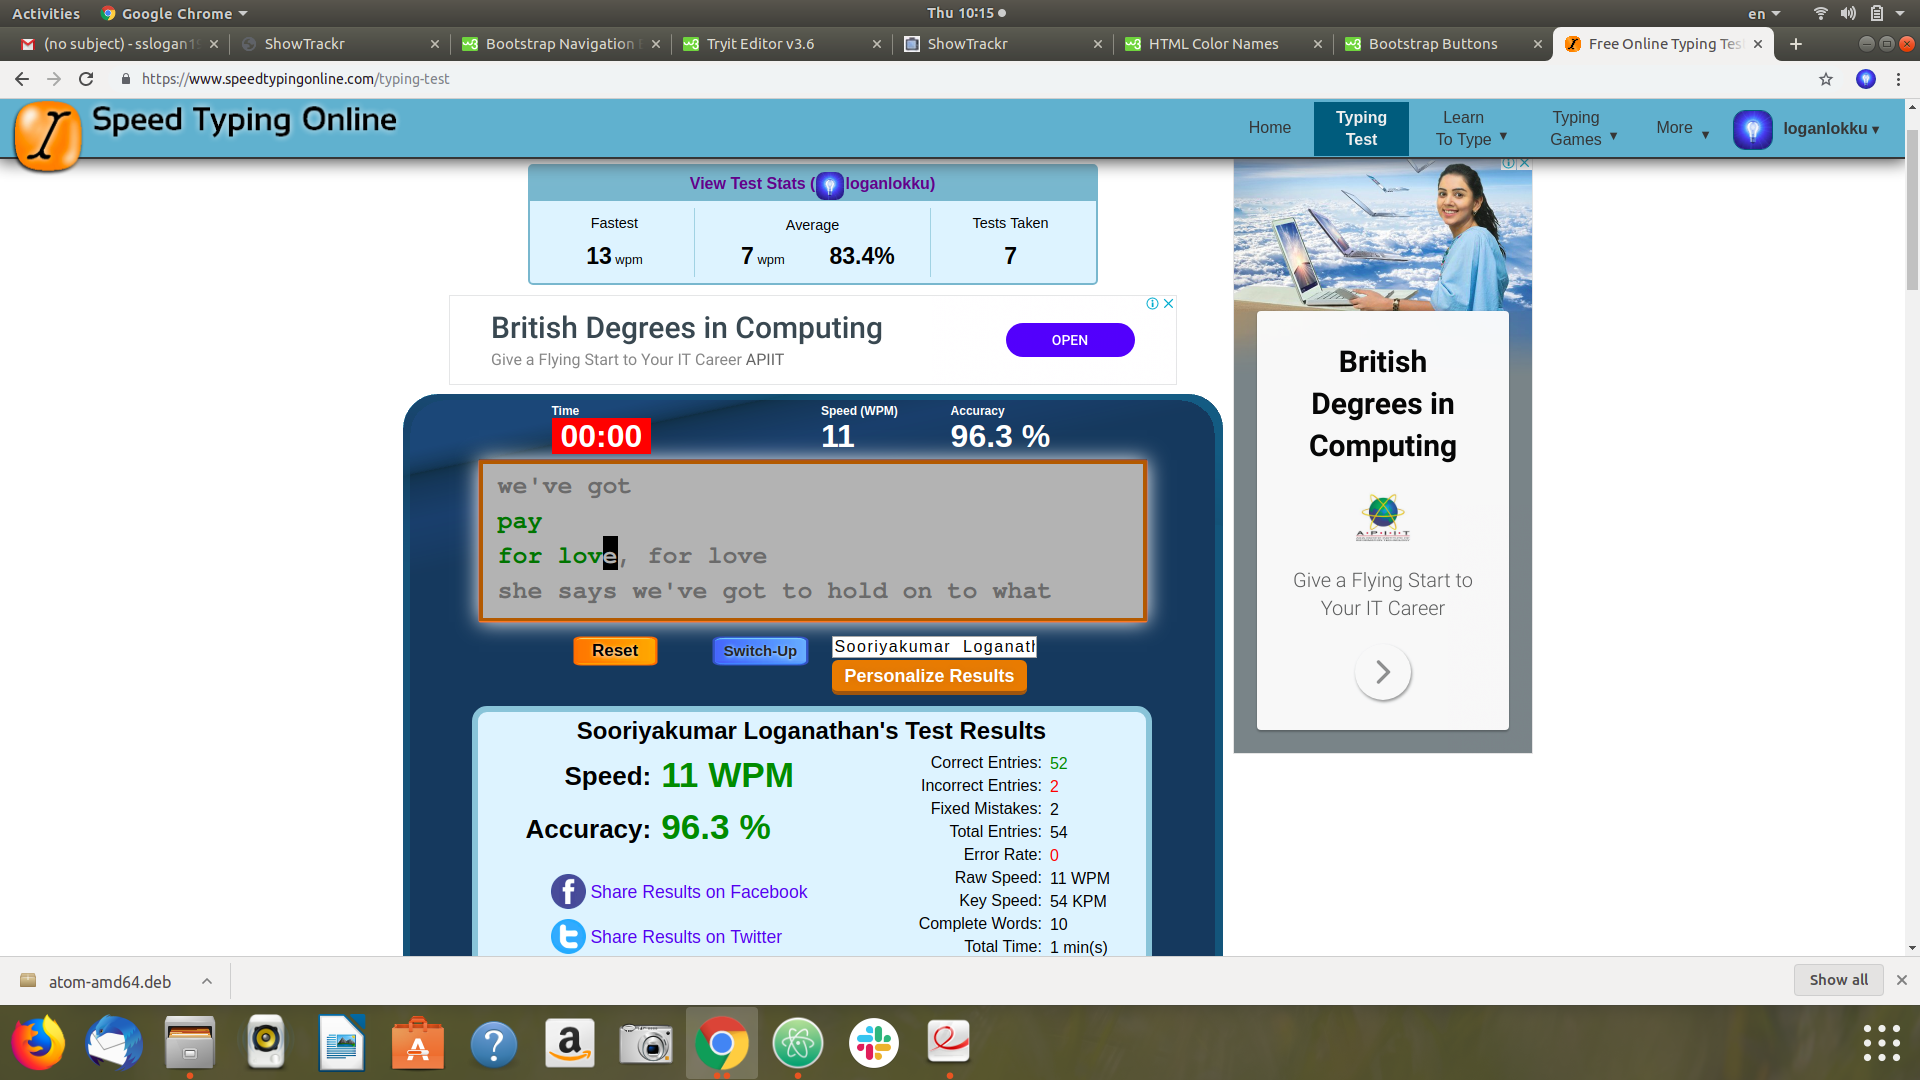 Activities
Google Chrome
Thu 10:15
en
(no subject) - sslogan19
ShowTrackr
Bootstrap Navigation
Tryit Editor v3.6
ShowTrackr
HTML Color Names
Bootstrap Buttons
Free Online Typing Tes
https://www.speedtypingonline.com/typing-test
Speed Typing Online
Home
Typing
Test
Learn
To Type
Typing
Games
More
loganlokku
View Test Stats ( loganlokku)
Fastest
Average
Tests Taken
13 wpm
7 wpm
83.4%
7
British Degrees in Computing
Give a Flying Start to Your IT Career APIIT
OPEN
British
Degrees in
Computing
A·P·I·I·T
Give a Flying Start to
Your IT Career
Time
Speed (WPM)
Accuracy
00:00
11
96.3 %
we've got
pay
for love, for love
she says we've got to hold on to what
Reset
Switch-Up
Sooriyakumar Loganath
Personalize Results
Sooriyakumar Loganathan's Test Results
Speed: 11 WPM
Accuracy: 96.3 %
Share Results on Facebook
Share Results on Twitter
Correct Entries: 52
Incorrect Entries: 2
Fixed Mistakes: 2
Total Entries: 54
Error Rate: 0
Raw Speed: 11 WPM
Key Speed: 54 KPM
Complete Words: 10
Total Time: 1 min(s)
atom-amd64.deb
Show all